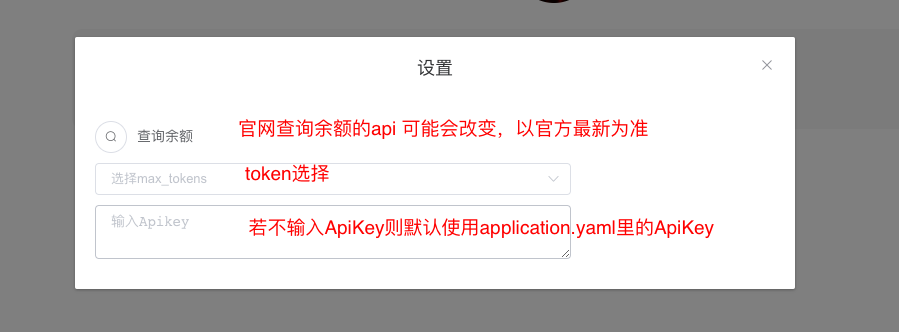 设置
查询余额 官网查询余额的api 可能会改变，以官方最新为准
选择max_tokens token选择
输入Apikey 若不输入ApiKey则默认使用application.yaml里的ApiKey